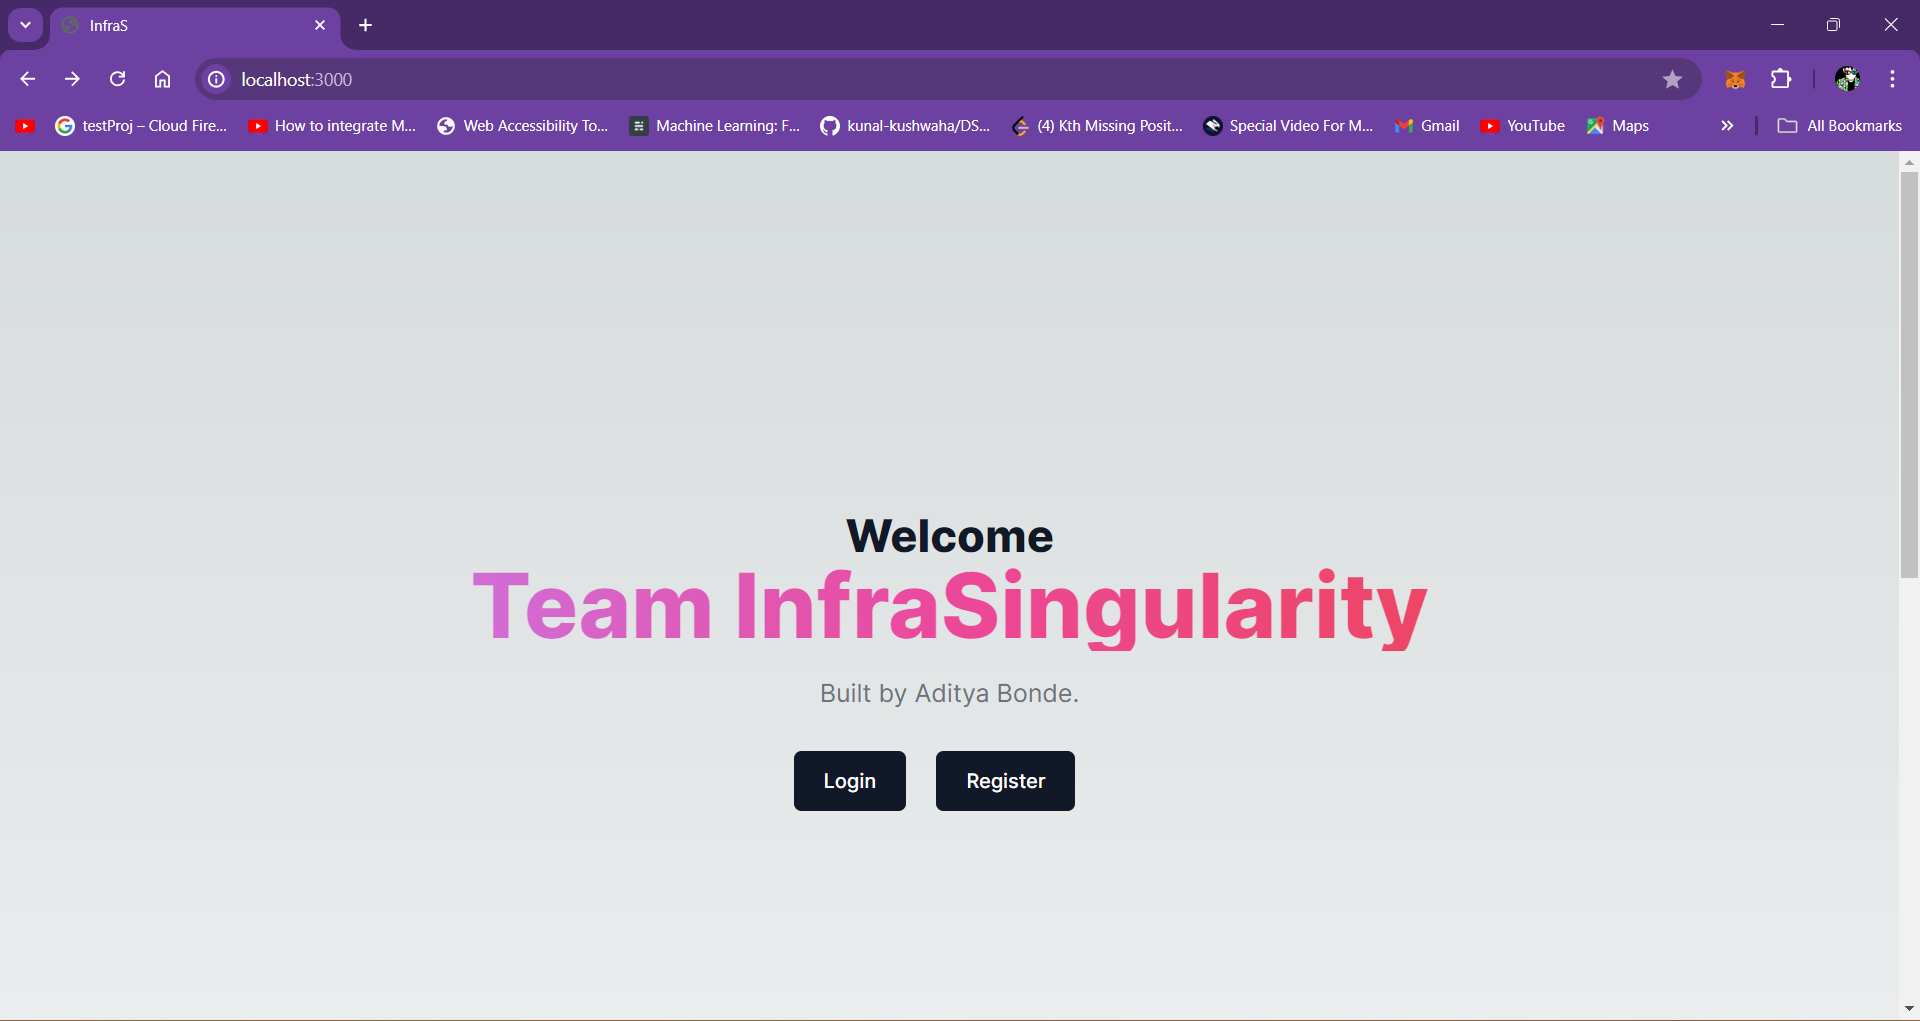 InfraS
localhost:3000
testProj – Cloud Fire...
How to integrate M...
Web Accessibility To...
Machine Learning: F...
kunal-kushwaha/DS...
(4) Kth Missing Posit...
Special Video For M...
Gmail
YouTube
Maps
All Bookmarks
Welcome
Team InfraSingularity
Built by Aditya Bonde.
Login
Register